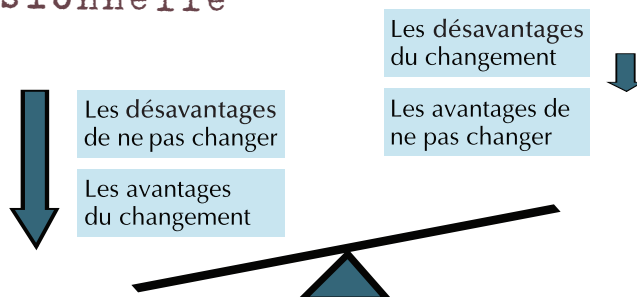 Les désavantages
du changement
Les avantages de
ne pas changer
Les désavantages
de ne pas changer
Les avantages
du changement